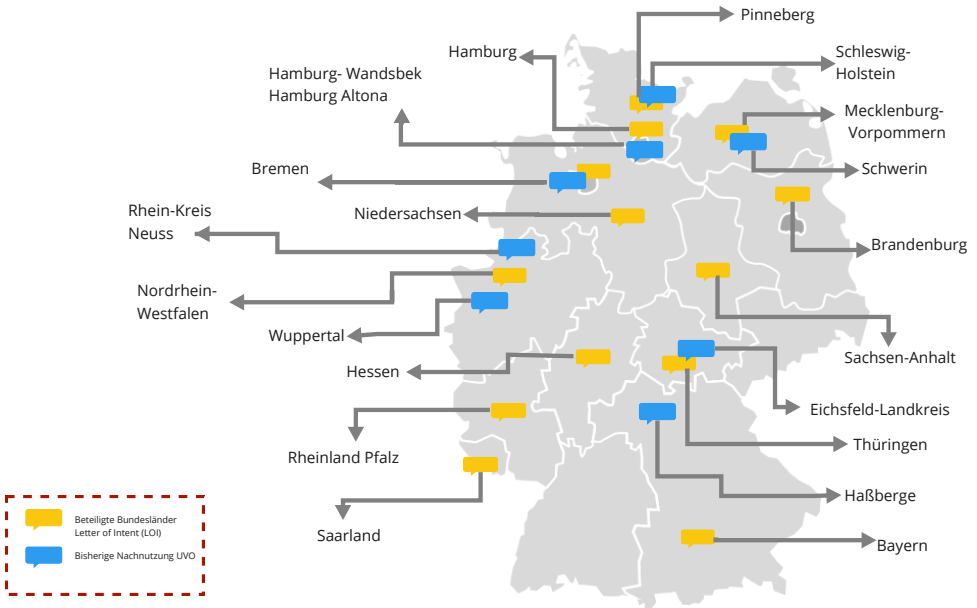 Pinneberg
Hamburg
Schleswig-
Holstein
Hamburg- Wandsbek
Hamburg Altona
Mecklenburg-
Vorpommern
Bremen
Schwerin
Rhein-Kreis
Neuss
Niedersachsen
Brandenburg
Nordrhein-
Westfalen
Wuppertal
Sachsen-Anhalt
Hessen
Eichsfeld-Landkreis
Rheinland Pfalz
Thüringen
Haßberge
Saarland
Bayern
Beteiligte Bundesländer
Letter of Intent (LOI)
Bisherige Nachnutzung UVO